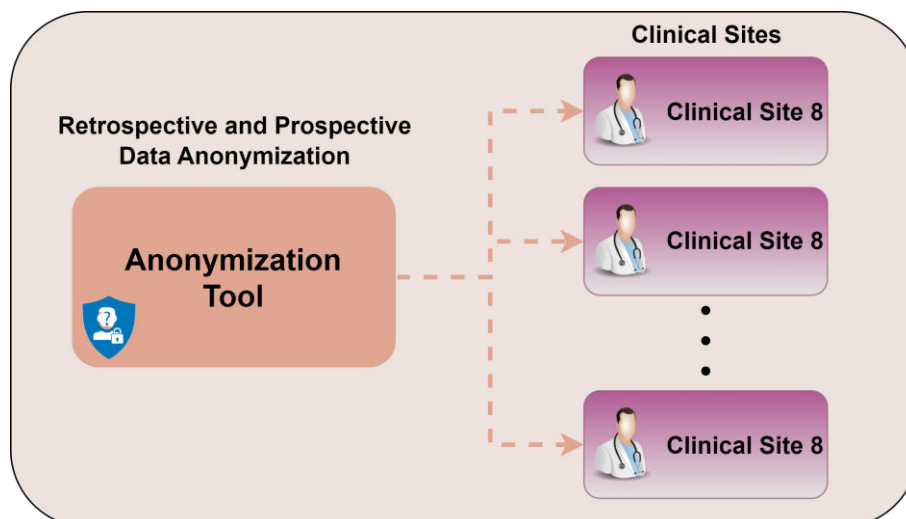 Clinical Sites
Retrospective and Prospective
Data Anonymization
Anonymization
Tool
?
Clinical Site 8
Clinical Site 8
Clinical Site 8